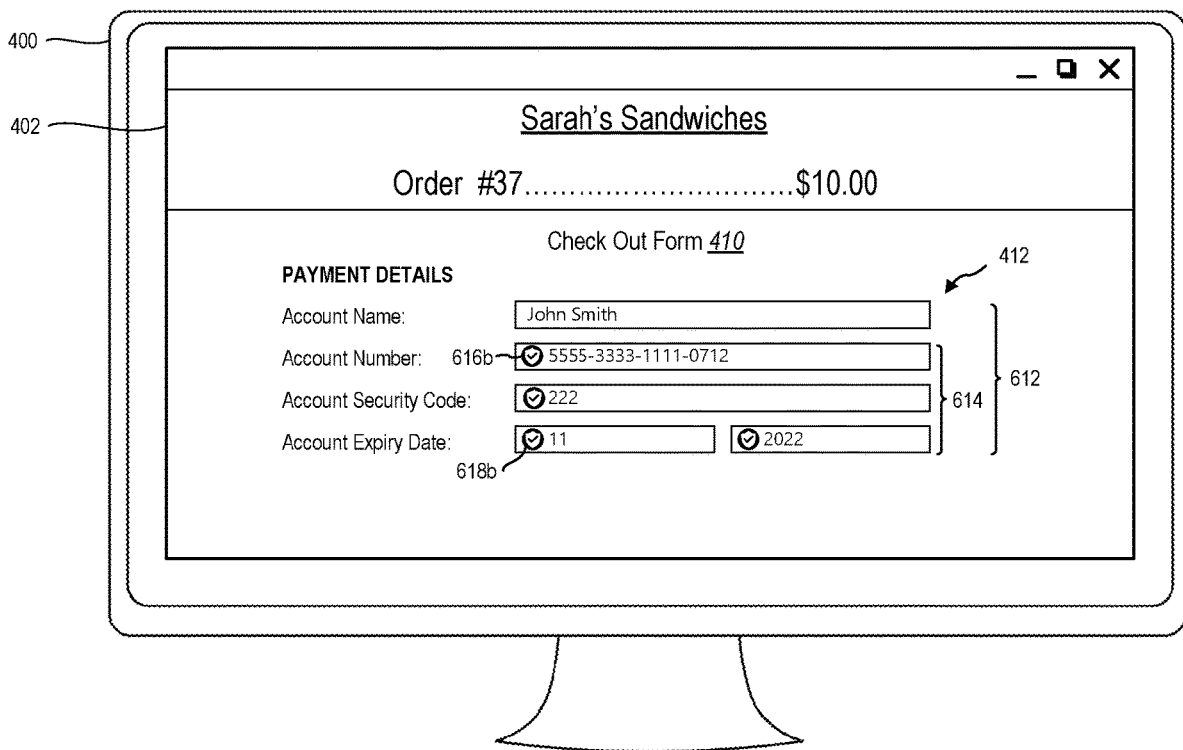 400
402
Sarah's Sandwiches
Order #37..............................$10.00
Check Out Form 410
412
PAYMENT DETAILS
Account Name: John Smith
Account Number: 616b 5555-3333-1111-0712
612
Account Security Code: 222
614
Account Expiry Date: 11 2022
618b